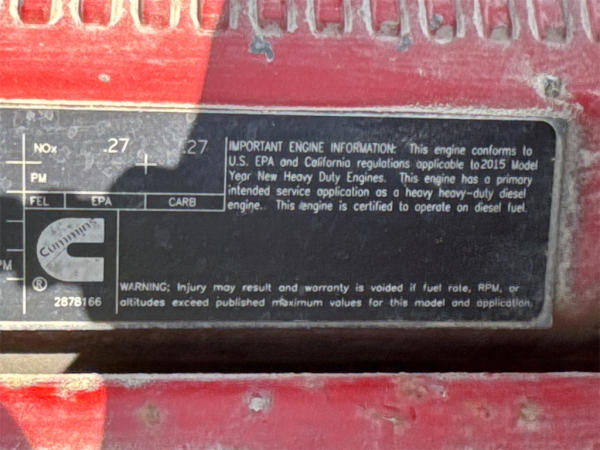 NOx .27 .27
PM
FEL EPA CARB
IMPORTANT ENGINE INFORMATION: This engine conforms to
U.S. EPA and California regulations applicable to 2015 Model
Year New Heavy Duty Engines. This engine has a primary
intended service application as a heavy heavy-duty diesel
engine. This engine is certified to operate on diesel fuel.
Cummins
PM
®
2878166
WARNING: Injury may result and warranty is voided if fuel rate, RPM, or
altitudes exceed published maximum values for this model and application.